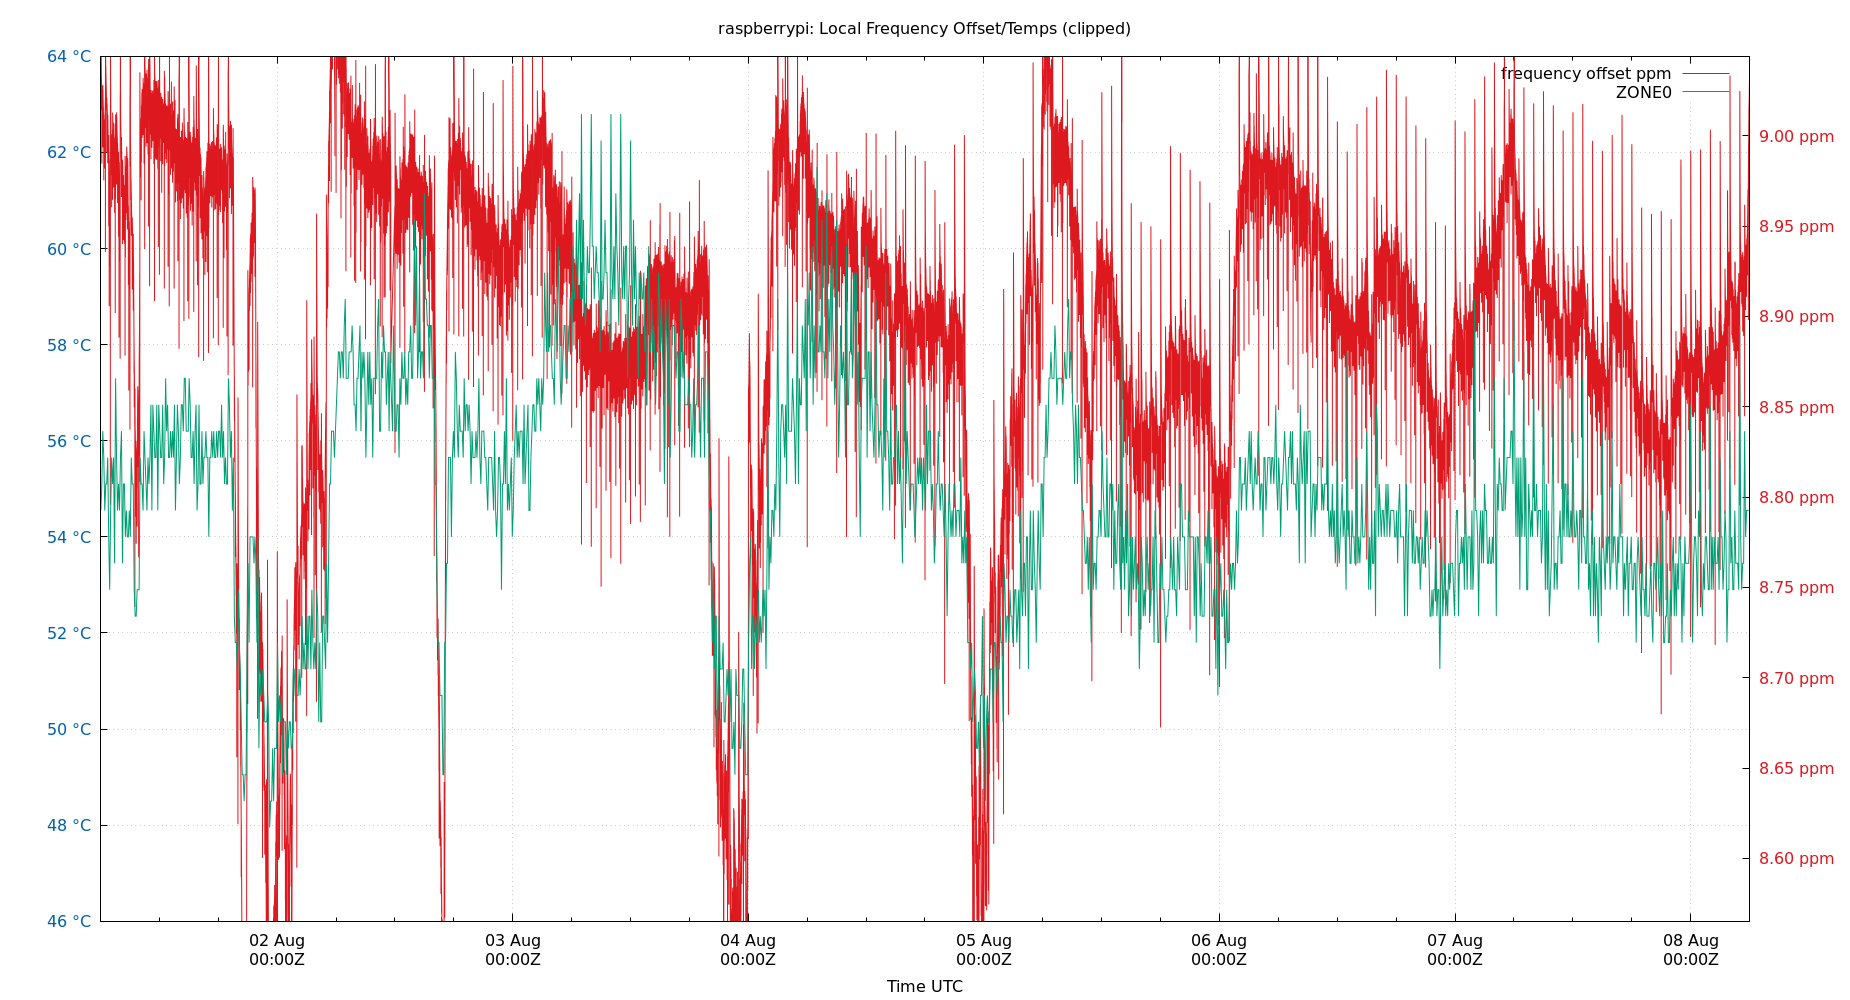 raspberrypi: Local Frequency Offset/Temps (clipped)
64 °C
62 °C
60 °C
58 °C
56 °C
54 °C
52 °C
50 °C
48 °C
46 °C
frequency offset ppm
ZONE0
9.00 ppm
8.95 ppm
8.90 ppm
8.85 ppm
8.80 ppm
8.75 ppm
8.70 ppm
8.65 ppm
8.60 ppm
02 Aug
00:00Z
03 Aug
00:00Z
04 Aug
00:00Z
05 Aug
00:00Z
06 Aug
00:00Z
07 Aug
00:00Z
08 Aug
00:00Z
Time UTC